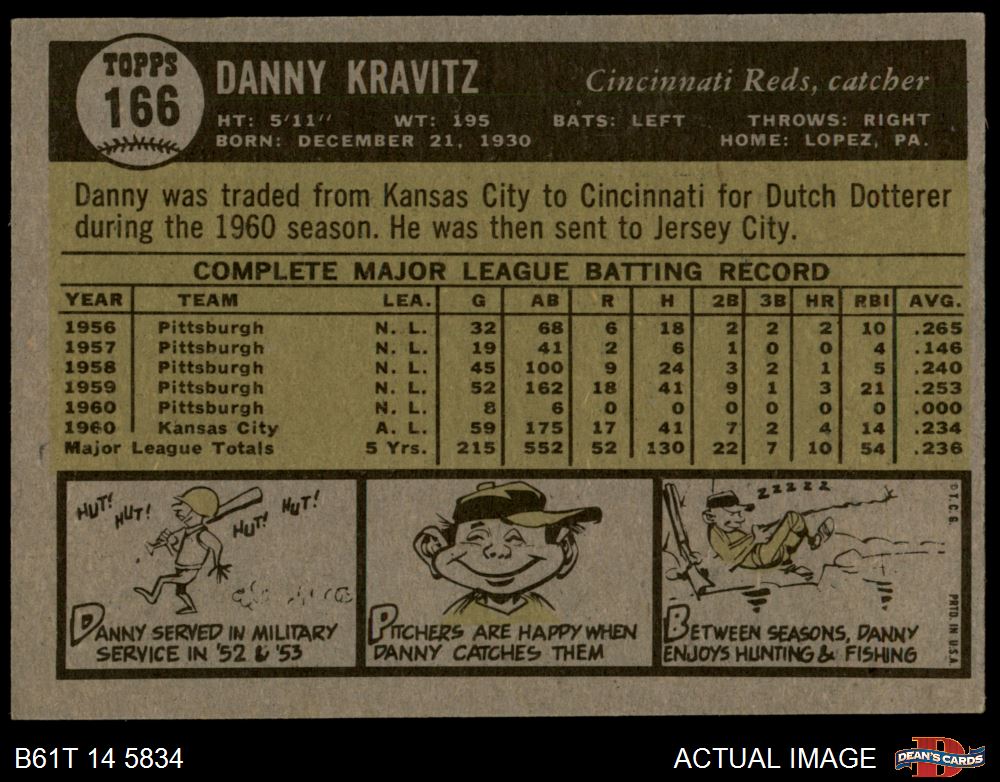 TOPPS
166
DANNY KRAVITZ
Cincinnati Reds, catcher
HT: 5'11" WT: 195 BATS: LEFT THROWS: RIGHT
BORN: DECEMBER 21, 1930 HOME: LOPEZ, PA.
Danny was traded from Kansas City to Cincinnati for Dutch Dotterer
during the 1960 season. He was then sent to Jersey City.
COMPLETE MAJOR LEAGUE BATTING RECORD
YEAR TEAM LEA. G AB R H 2B 3B HR RBI AVG.
1956 Pittsburgh N. L. 32 68 6 18 2 2 2 10 .265
1957 Pittsburgh N. L. 19 41 2 6 1 0 0 4 .146
1958 Pittsburgh N. L. 45 100 9 24 3 2 1 5 .240
1959 Pittsburgh N. L. 52 162 18 41 9 1 3 21 .253
1960 Pittsburgh N. L. 8 6 0 0 0 0 0 0 .000
1960 Kansas City A. L. 59 175 17 41 7 2 4 14 .234
Major League Totals 5 Yrs. 215 552 52 130 22 7 10 54 .236
HUT! HUT! HUT! HUT!
DANNY SERVED IN MILITARY
SERVICE IN '52 & '53
PITCHERS ARE HAPPY WHEN
DANNY CATCHES THEM
ZZZZZ
BETWEEN SEASONS, DANNY
ENJOYS HUNTING & FISHING
© T. C. G.
PRTD. IN U.S.A.
B61T 14 5834
ACTUAL IMAGE
D
DEAN'S CARDS